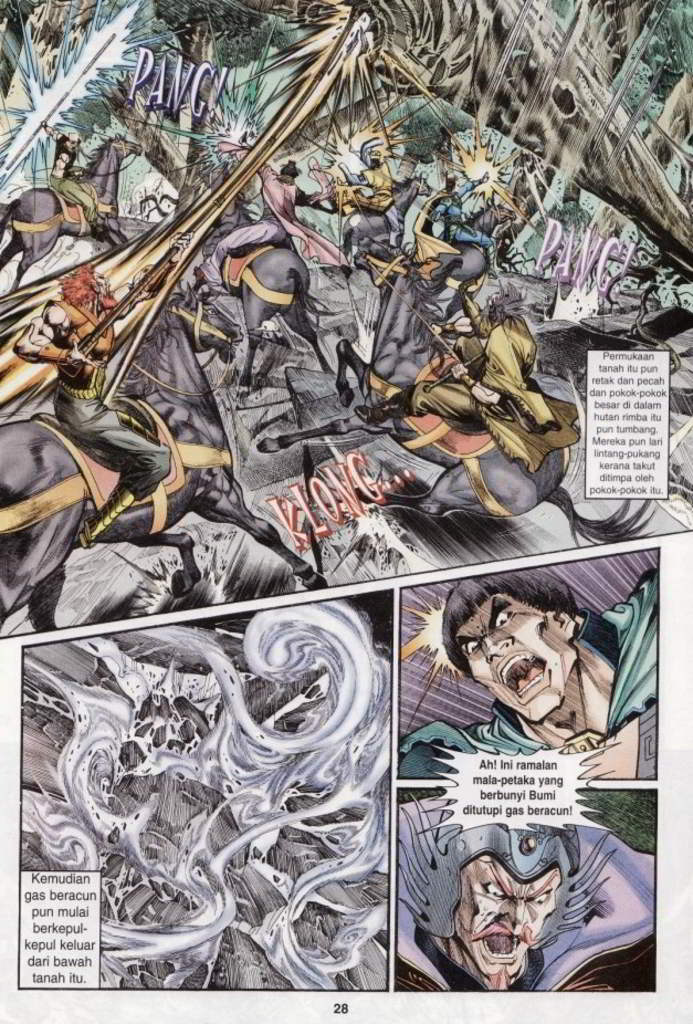 PANG!
PANG!
Permukaan
tanah itu pun
retak dan pecah
dan pokok-pokok
besar di dalam
hutan rimba itu
pun tumbang.
Mereka pun lari
lintang-pukang
kerana takut
ditimpa oleh
pokok-pokok itu.
KLONG...
Ah! Ini ramalan
mala-petaka yang
berbunyi Bumi
ditutupi gas beracun!
Kemudian
gas beracun
pun mulai
berkepul-
kepul keluar
dari bawah
tanah itu.
28